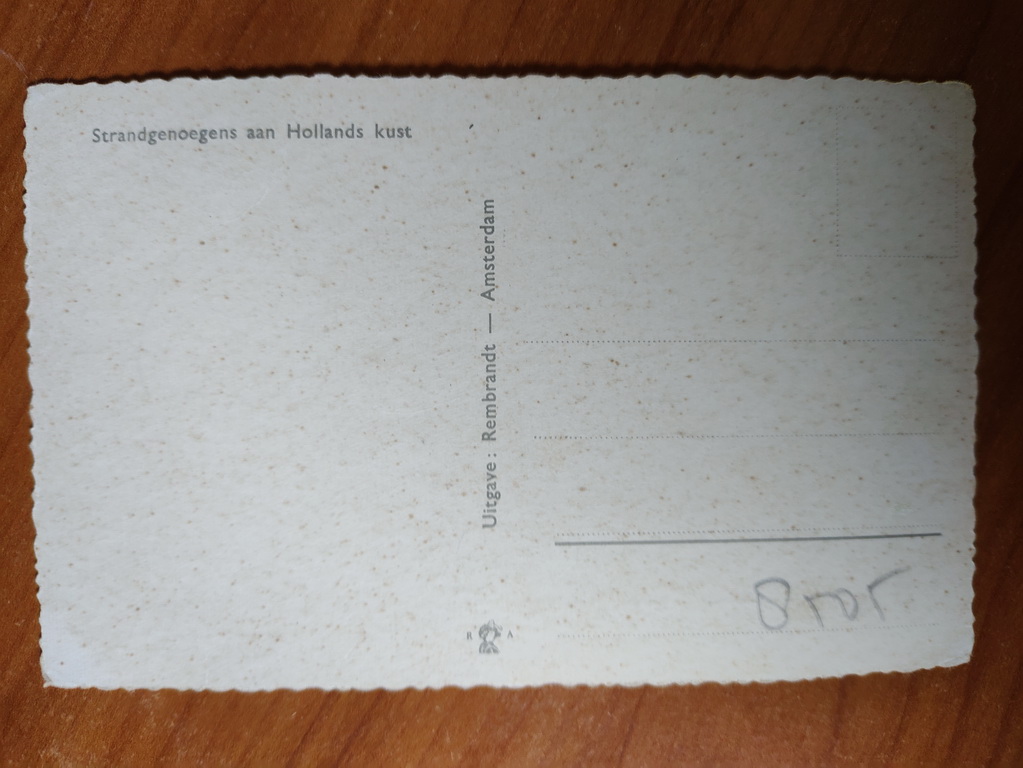 Strandgenoegens aan Hollands kust
Uitgave: Rembrandt — Amsterdam
R A